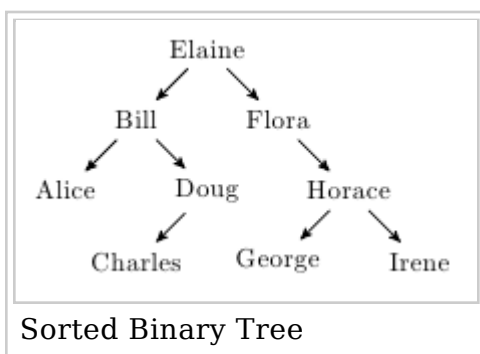 Elaine
Bill Flora
Alice Doug Horace
Charles George Irene
Sorted Binary Tree